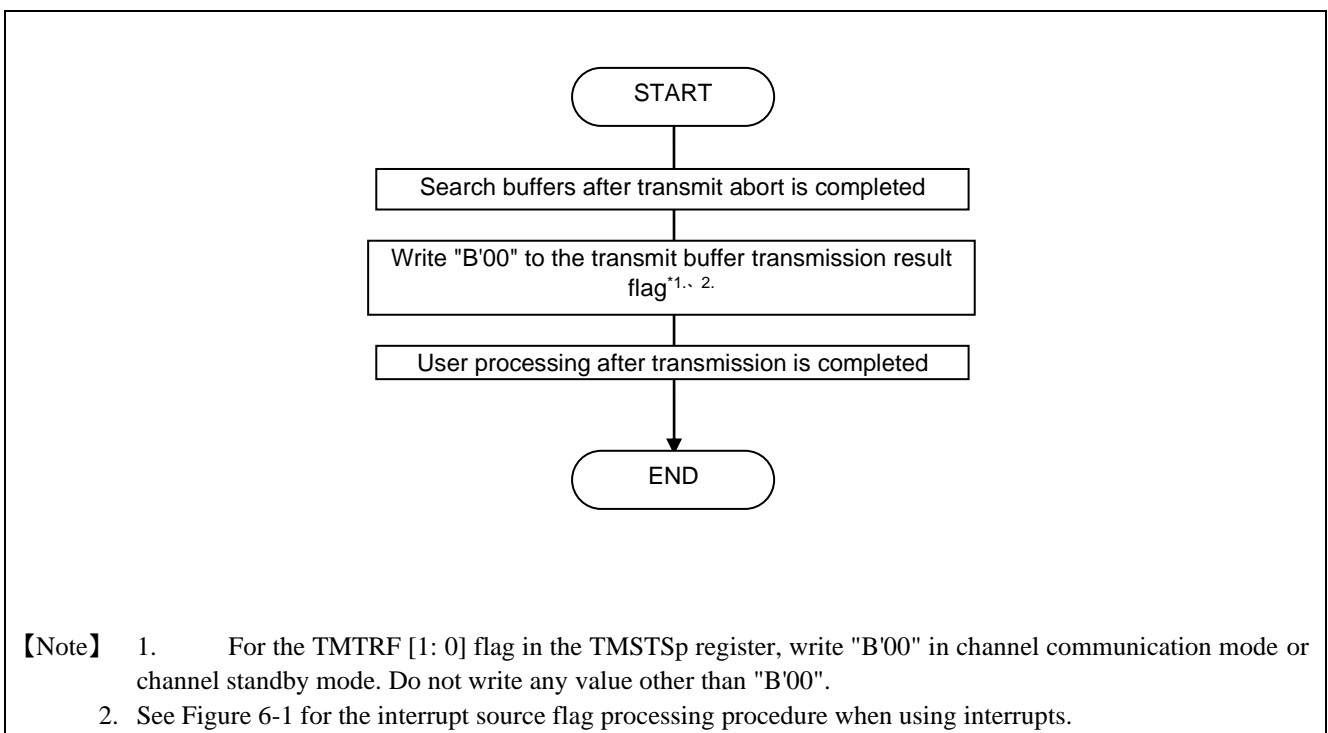 START
Search buffers after transmit abort is completed
Write "B'00" to the transmit buffer transmission result
flag*1.、2.
User processing after transmission is completed
END
【Note】 1. For the TMTRF [1: 0] flag in the TMSTSp register, write "B'00" in channel communication mode or
channel standby mode. Do not write any value other than "B'00".
2. See Figure 6-1 for the interrupt source flag processing procedure when using interrupts.